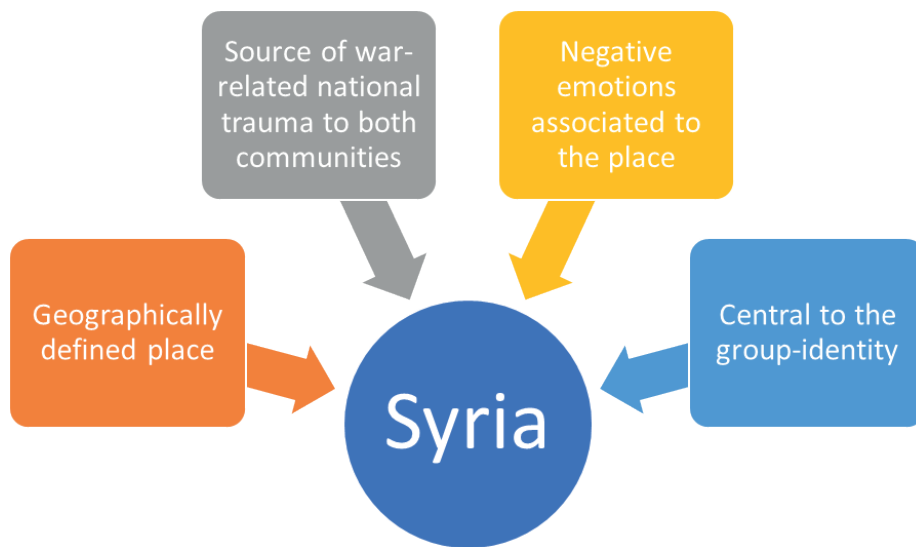 Source of war-
related national
trauma to both
communities
Negative
emotions
associated to
the place
Geographically
defined place
Central to the
group-identity
Syria